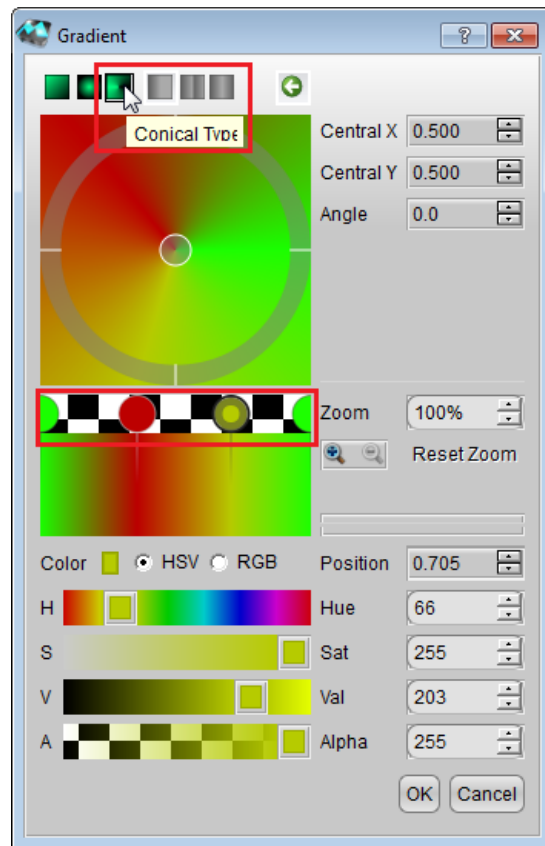 Gradient
Conical Type
Central X 0.500
Central Y 0.500
Angle 0.0
Zoom 100%
Reset Zoom
Color HSV RGB Position 0.705
H Hue 66
S Sat 255
V Val 203
A Alpha 255
OK Cancel